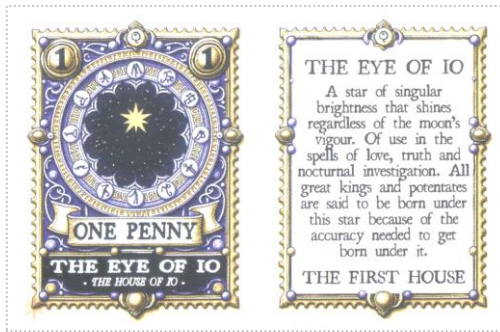 1
1
ONE PENNY
THE EYE OF IO
- THE HOUSE OF IO -
THE EYE OF IO
A star of singular
brightness that shines
regardless of the moon's
vigour. Of use in the
spells of love, truth and
nocturnal investigation. All
great kings and potentates
are said to be born under
this star because of the
accuracy needed to get
born under it.
THE FIRST HOUSE